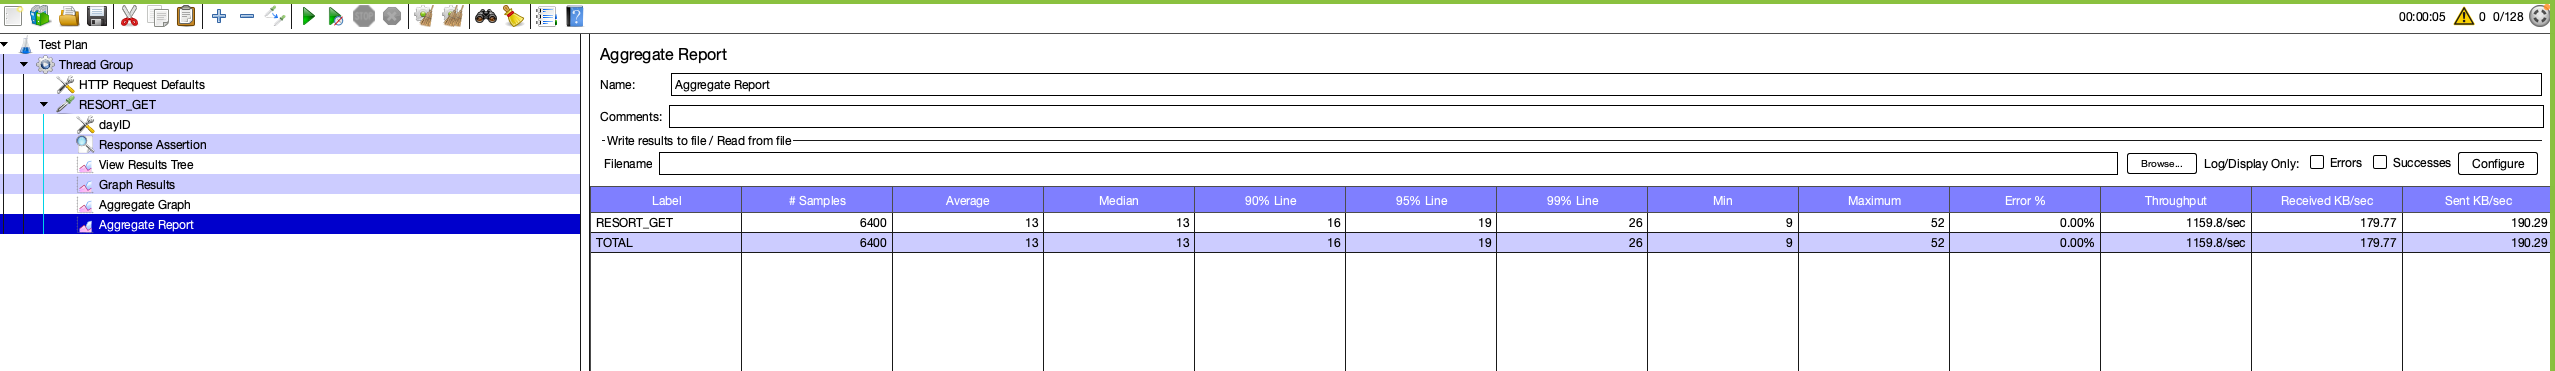 00:00:05 0 0/128
Test Plan
Thread Group
HTTP Request Defaults
RESORT_GET
dayID
Response Assertion
View Results Tree
Graph Results
Aggregate Graph
Aggregate Report
Aggregate Report
Name: Aggregate Report
Comments:
Write results to file / Read from file
Filename Browse... Log/Display Only: Errors Successes Configure
Label # Samples Average Median 90% Line 95% Line 99% Line Min Maximum Error % Throughput Received KB/sec Sent KB/sec
RESORT_GET 6400 13 13 16 19 26 9 52 0.00% 1159.8/sec 179.77 190.29
TOTAL 6400 13 13 16 19 26 9 52 0.00% 1159.8/sec 179.77 190.29